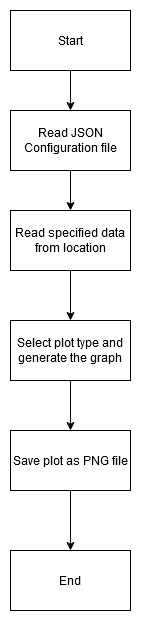 Start
Read JSON
Configuration file
Read specified data
from location
Select plot type and
generate the graph
Save plot as PNG file
End